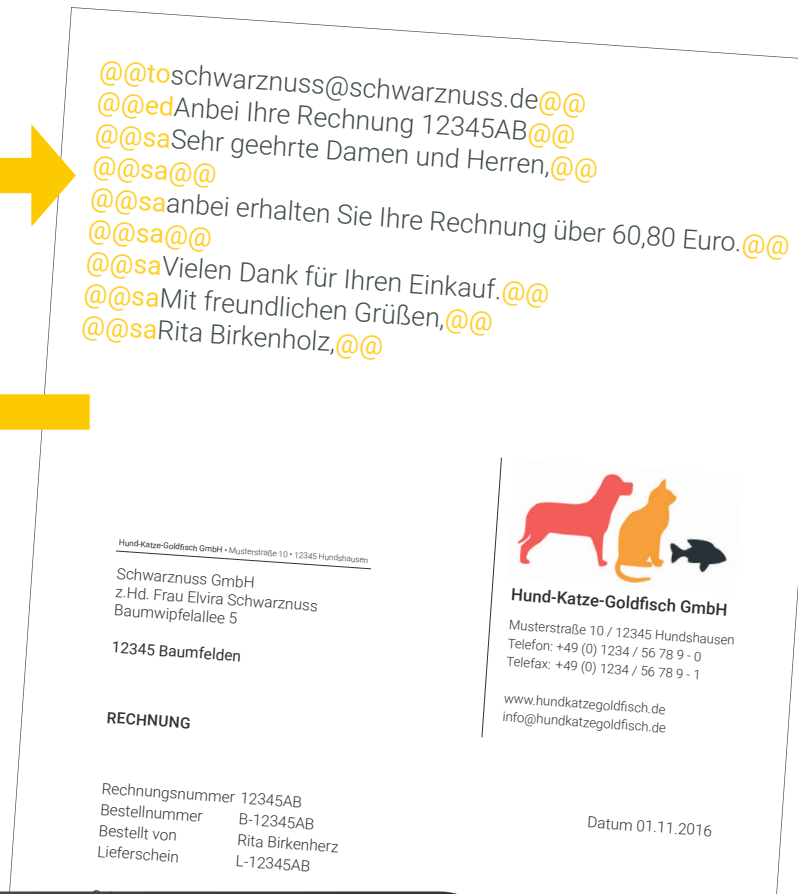 @@toschwarznuss@schwarznuss.de@@
@@edAnbei Ihre Rechnung 12345AB@@
@@saSehr geehrte Damen und Herren,@@
@@sa@@
@@saanbei erhalten Sie Ihre Rechnung über 60,80 Euro.@@
@@sa@@
@@saVielen Dank für Ihren Einkauf.@@
@@saMit freundlichen Grüßen,@@
@@saRita Birkenholz,@@
Hund-Katze-Goldfisch GmbH • Musterstraße 10 • 12345 Hundshausen
Schwarznuss GmbH
z.Hd. Frau Elvira Schwarznuss
Baumwipfelallee 5
12345 Baumfelden
Hund-Katze-Goldfisch GmbH
Musterstraße 10 / 12345 Hundshausen
Telefon: +49 (0) 1234 / 56 78 9 - 0
Telefax: +49 (0) 1234 / 56 78 9 - 1
www.hundkatzegoldfisch.de
info@hundkatzegoldfisch.de
RECHNUNG
Rechnungsnummer 12345AB
Bestellnummer B-12345AB
Bestellt von Rita Birkenherz
Lieferschein L-12345AB
Datum 01.11.2016